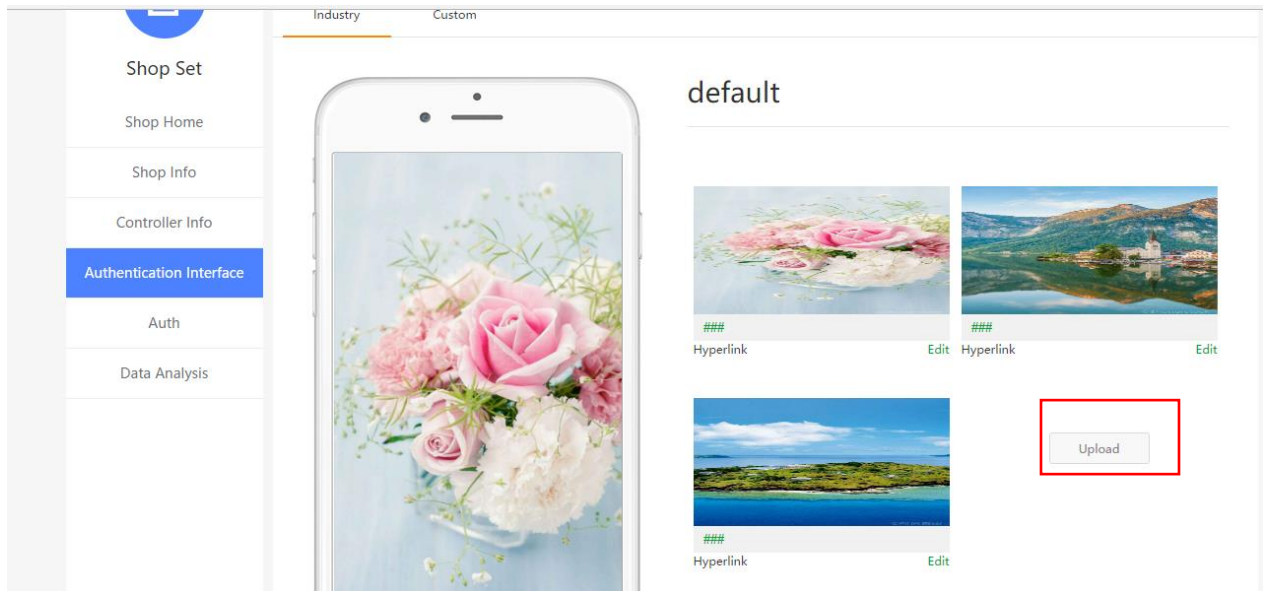 Industry Custom
Shop Set
Shop Home
Shop Info
Controller Info
Authentication Interface
Auth
Data Analysis
default
###
Hyperlink Edit
###
Hyperlink Edit
###
Hyperlink Edit
Upload